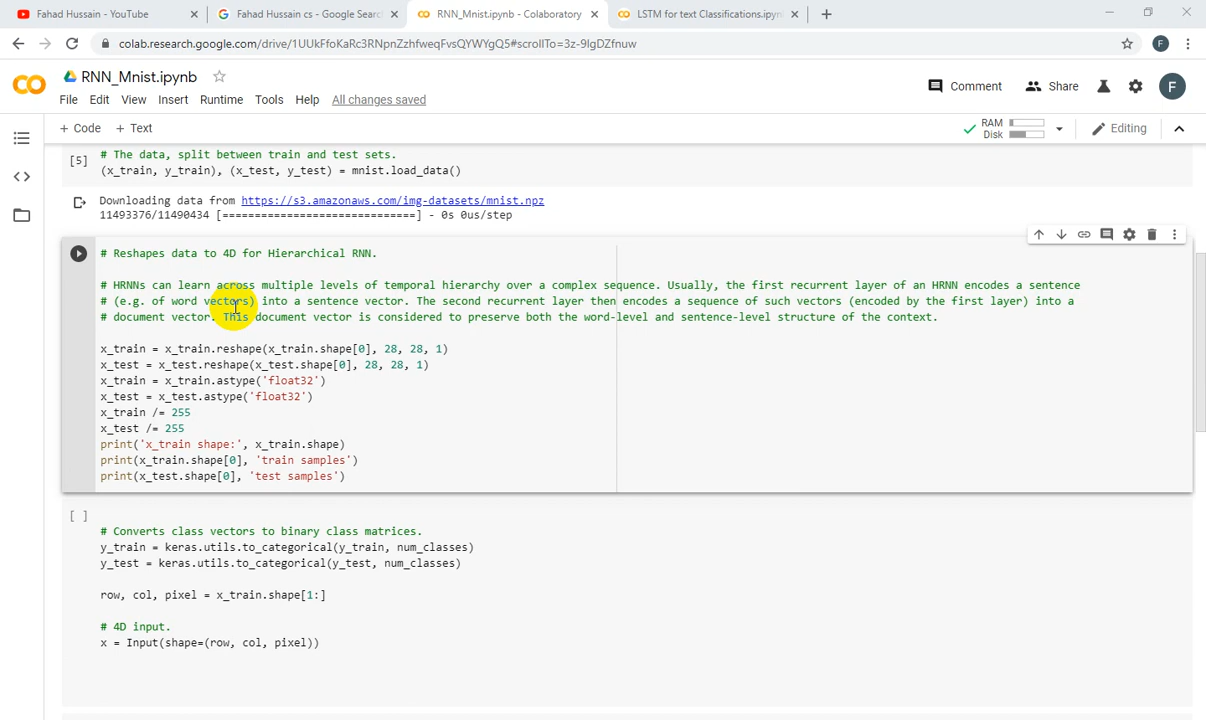 Fahad Hussain - YouTube
Fahad Hussain cs - Google Searc
RNN_Mnist.ipynb - Colaboratory
LSTM for text Classifications.ipyn
colab.research.google.com/drive/1UUkFfoKaRc3RNpnZzhfweqFvsQYWYgQ5#scrollTo=3z-9IgDZfnuw
F
CO
RNN_Mnist.ipynb
Comment
Share
F
File Edit View Insert Runtime Tools Help All changes saved
+ Code + Text
RAM
Disk
Editing
# The data, split between train and test sets.
[5] (x_train, y_train), (x_test, y_test) = mnist.load_data()
Downloading data from https://s3.amazonaws.com/img-datasets/mnist.npz
11493376/11490434 [==============================] - 0s 0us/step
# Reshapes data to 4D for Hierarchical RNN.
# HRNNs can learn across multiple levels of temporal hierarchy over a complex sequence. Usually, the first recurrent layer of an HRNN encodes a sentence
# (e.g. of word vectors) into a sentence vector. The second recurrent layer then encodes a sequence of such vectors (encoded by the first layer) into a
# document vector. This document vector is considered to preserve both the word-level and sentence-level structure of the context.
x_train = x_train.reshape(x_train.shape[0], 28, 28, 1)
x_test = x_test.reshape(x_test.shape[0], 28, 28, 1)
x_train = x_train.astype('float32')
x_test = x_test.astype('float32')
x_train /= 255
x_test /= 255
print('x_train shape:', x_train.shape)
print(x_train.shape[0], 'train samples')
print(x_test.shape[0], 'test samples')
[ ]
# Converts class vectors to binary class matrices.
y_train = keras.utils.to_categorical(y_train, num_classes)
y_test = keras.utils.to_categorical(y_test, num_classes)
row, col, pixel = x_train.shape[1:]
# 4D input.
x = Input(shape=(row, col, pixel))